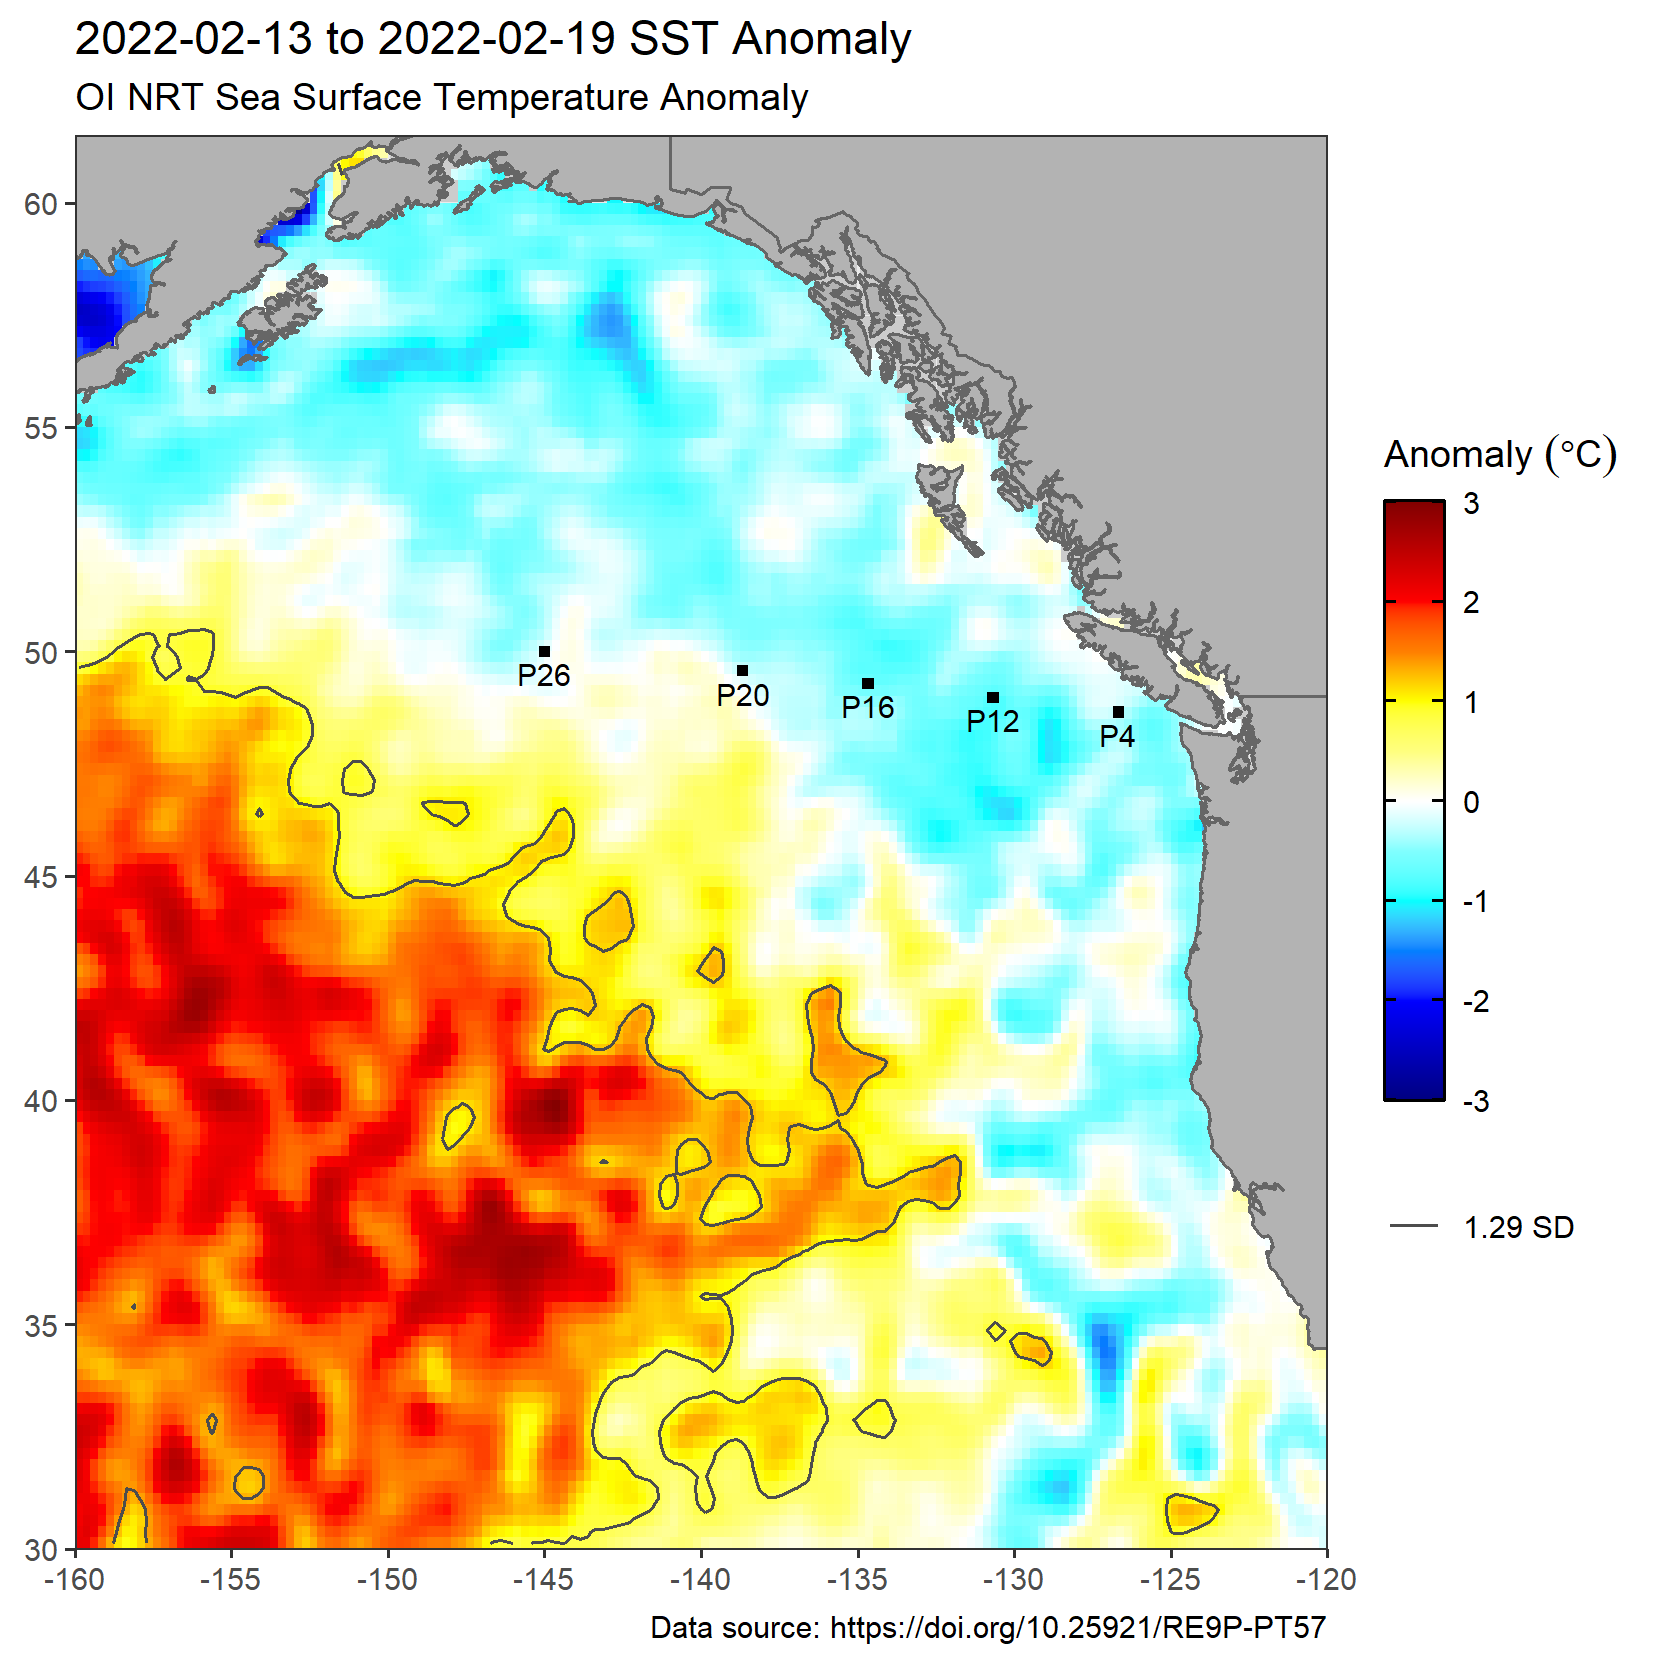 2022-02-13 to 2022-02-19 SST Anomaly
OI NRT Sea Surface Temperature Anomaly
60
55
50
45
40
35
30
-160
-155
-150
-145
-140
-135
-130
-125
-120
P26
P20
P16
P12
P4
Anomaly (°C)
3
2
1
0
-1
-2
-3
1.29 SD
Data source: https://doi.org/10.25921/RE9P-PT57